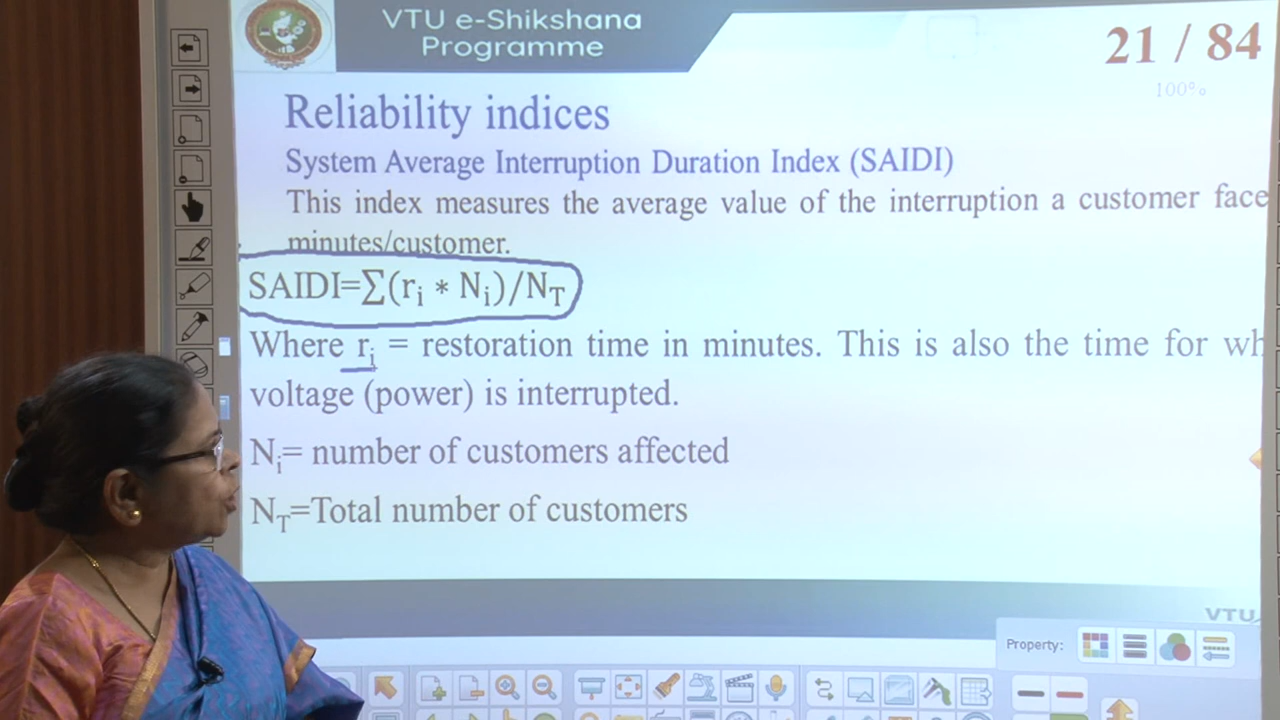 VTU e-Shikshana
Programme
21 / 84
100%
Reliability indices
System Average Interruption Duration Index (SAIDI)
This index measures the average value of the interruption a customer face
minutes/customer.
SAIDI=∑(rᵢ * Nᵢ)/N_T
Where rᵢ = restoration time in minutes. This is also the time for wh
voltage (power) is interrupted.
Nᵢ= number of customers affected
N_T=Total number of customers
VTU
Property: